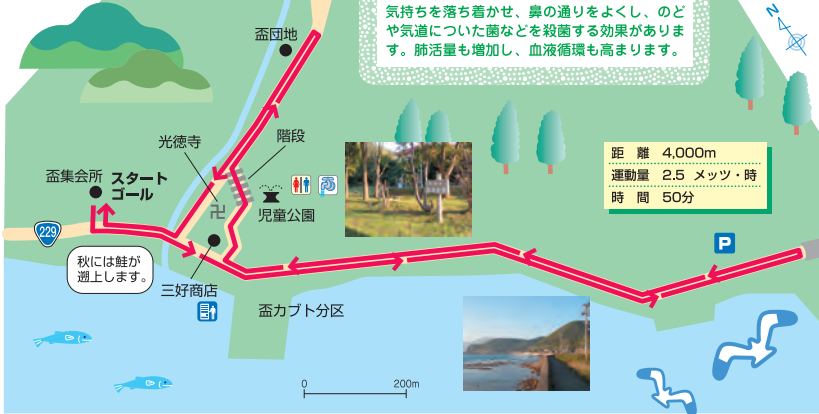 気持ちを落ち着かせ、鼻の通りをよくし、のど
や気道についた菌などを殺菌する効果がありま
す。肺活量も増加し、血液循環も高まります。
N
盃団地
光徳寺
階段
盃集会所
スタート
ゴール
児童公園
距 離 4,000m
運動量 2.5 メッツ・時
時 間 50分
229
卍
P
秋には鮭が
遡上します。
三好商店
盃カブト分区
0 200m